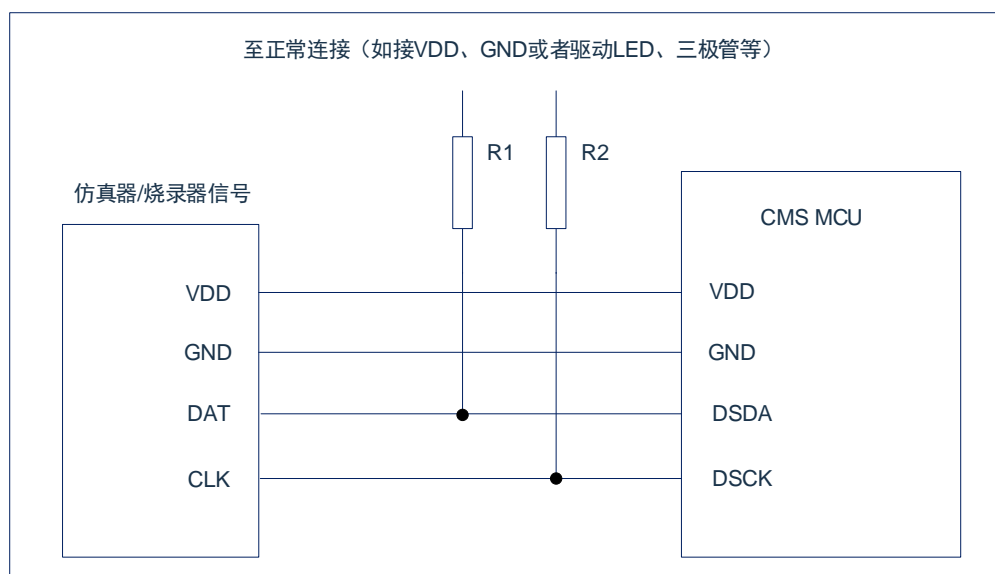 至正常连接（如接VDD、GND或者驱动LED、三极管等）
R1
R2
仿真器/烧录器信号
CMS MCU
VDD
VDD
GND
GND
DAT
DSDA
CLK
DSCK